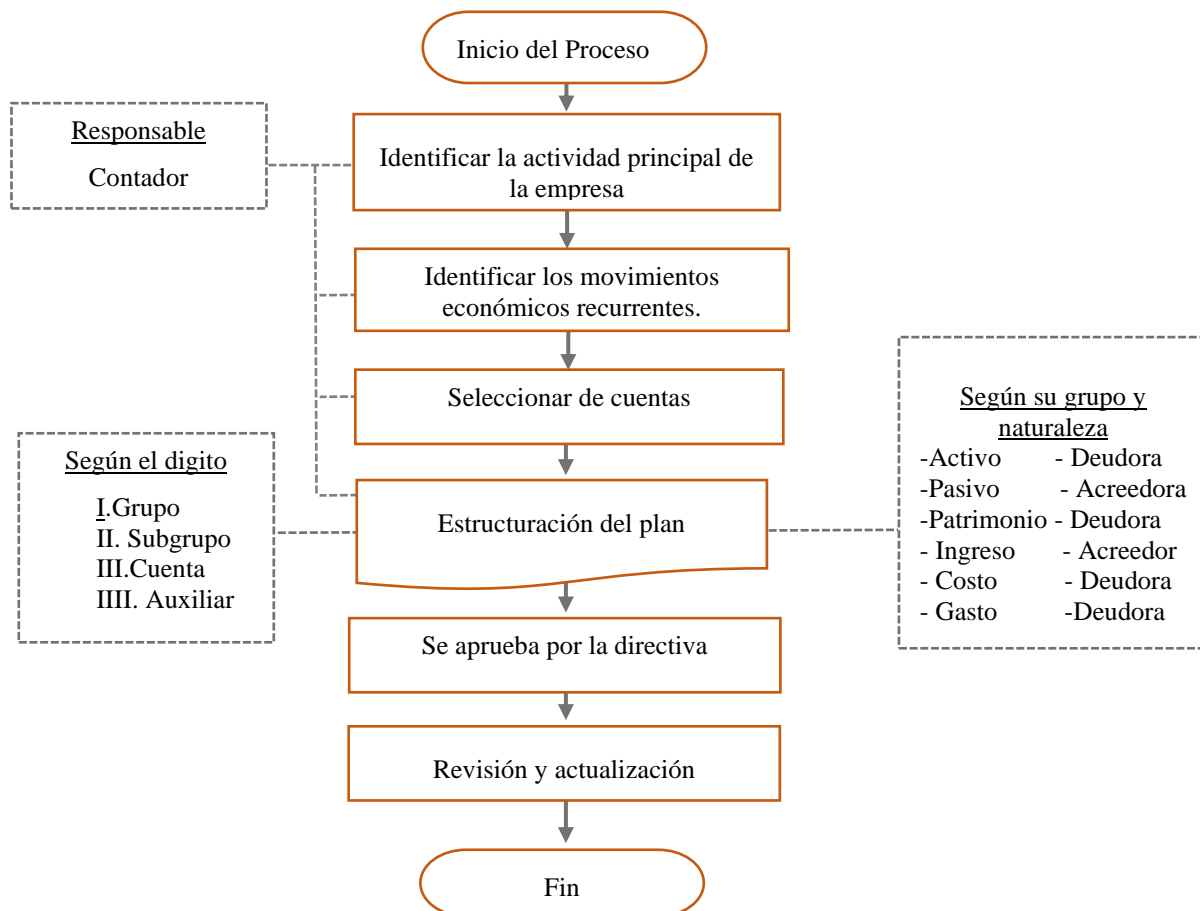 Inicio del Proceso
Responsable
Contador
Identificar la actividad principal de
la empresa
Identificar los movimientos
económicos recurrentes.
Seleccionar de cuentas
Según el digito
I.Grupo
II. Subgrupo
III.Cuenta
IIII. Auxiliar
Estructuración del plan
Según su grupo y
naturaleza
-Activo - Deudora
-Pasivo - Acreedora
-Patrimonio - Deudora
- Ingreso - Acreedor
- Costo - Deudora
- Gasto -Deudora
Se aprueba por la directiva
Revisión y actualización
Fin